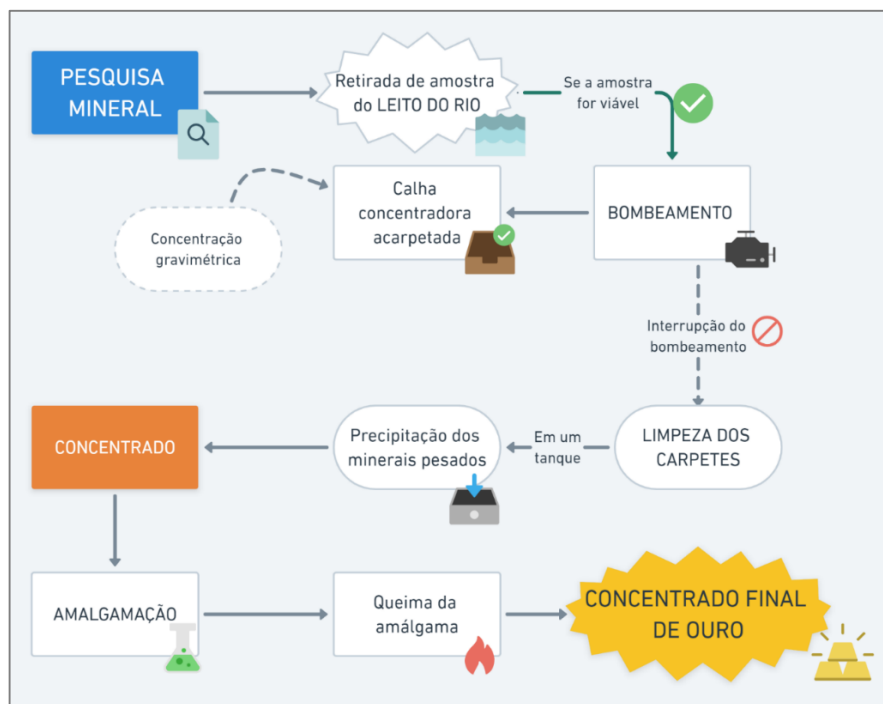 PESQUISA
MINERAL
Retirada de amostra
do LEITO DO RIO
Se a amostra
for viável
BOMBEAMENTO
Calha
concentradora
acarpetada
Concentração
gravimétrica
Interrupção do
bombeamento
LIMPEZA DOS
CARPETES
Em um
tanque
Precipitação dos
minerais pesados
CONCENTRADO
AMALGAMAÇÃO
Queima da
amálgama
CONCENTRADO FINAL
DE OURO